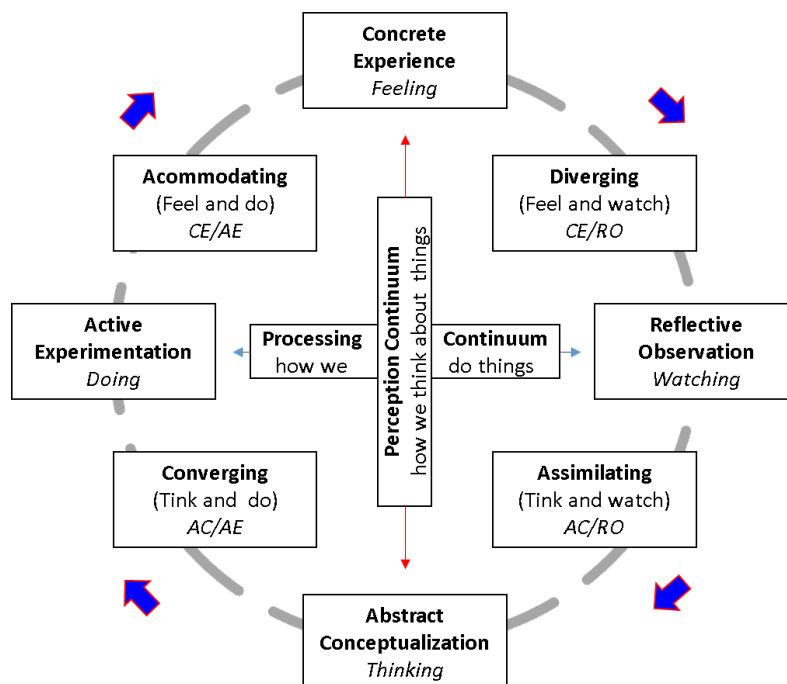 Concrete
Experience
Feeling
Acommodating
(Feel and do)
CE/AE
Diverging
(Feel and watch)
CE/RO
Active
Experimentation
Doing
Processing
how we
Perception Continuum
how we think about things
Continuum
do things
Reflective
Observation
Watching
Converging
(Tink and do)
AC/AE
Assimilating
(Tink and watch)
AC/RO
Abstract
Conceptualization
Thinking